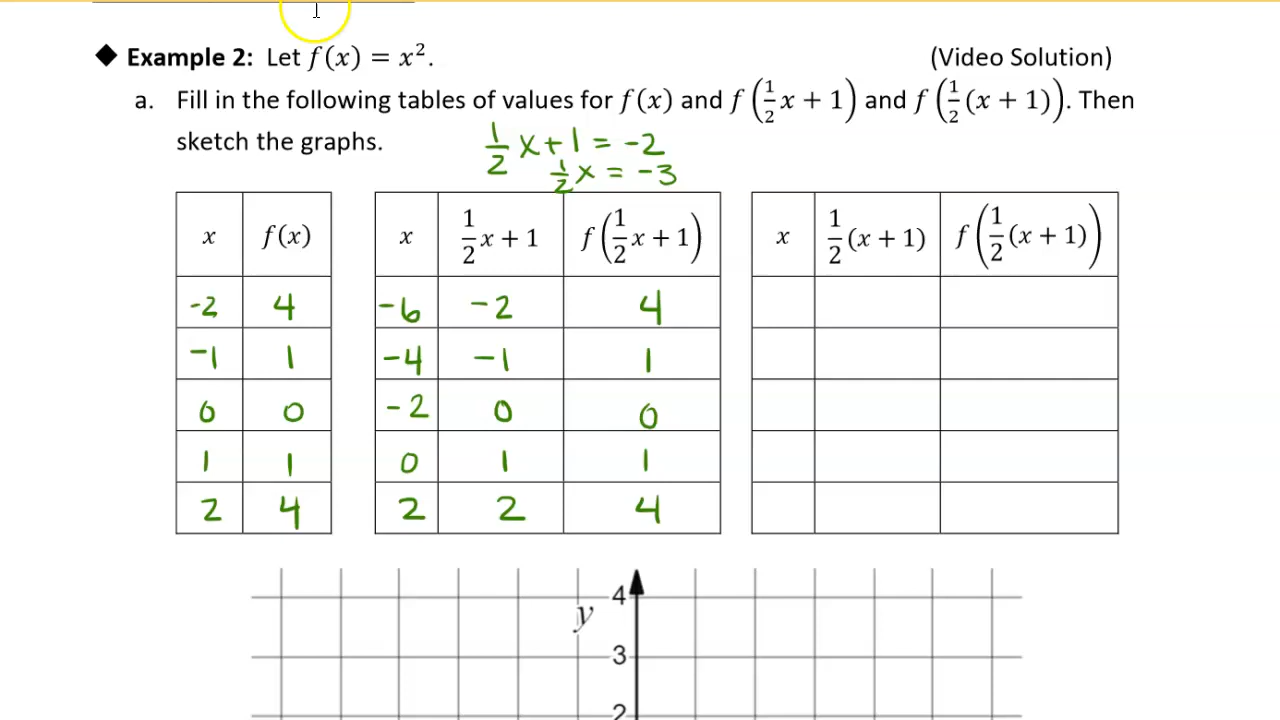 ◆ Example 2: Let f(x) = x². (Video Solution)
a. Fill in the following tables of values for f(x) and f(½x + 1) and f(½(x + 1)). Then
sketch the graphs.
½x + 1 = -2
½x = -3
x f(x) x ½x + 1 f(½x + 1) x ½(x + 1) f(½(x + 1))
-2 4 -6 -2 4
-1 1 -4 -1 1
0 0 -2 0 0
1 1 0 1 1
2 4 2 2 4
4
y
3
2